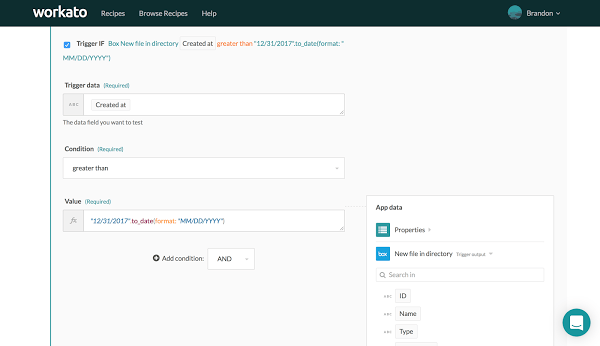 workato Recipes Browse Recipes Help Brandon
Trigger IF Box New file in directory Created at greater than "12/31/2017".to_date(format: "
MM/DD/YYYY")
Trigger data (Required)
ABC Created at
The data field you want to test
Condition (Required)
greater than
Value (Required)
fx "12/31/2017".to_date(format: "MM/DD/YYYY")
Add condition: AND
App data
Properties
box New file in directory Trigger output
Search in
ABC ID
ABC Name
ABC Type